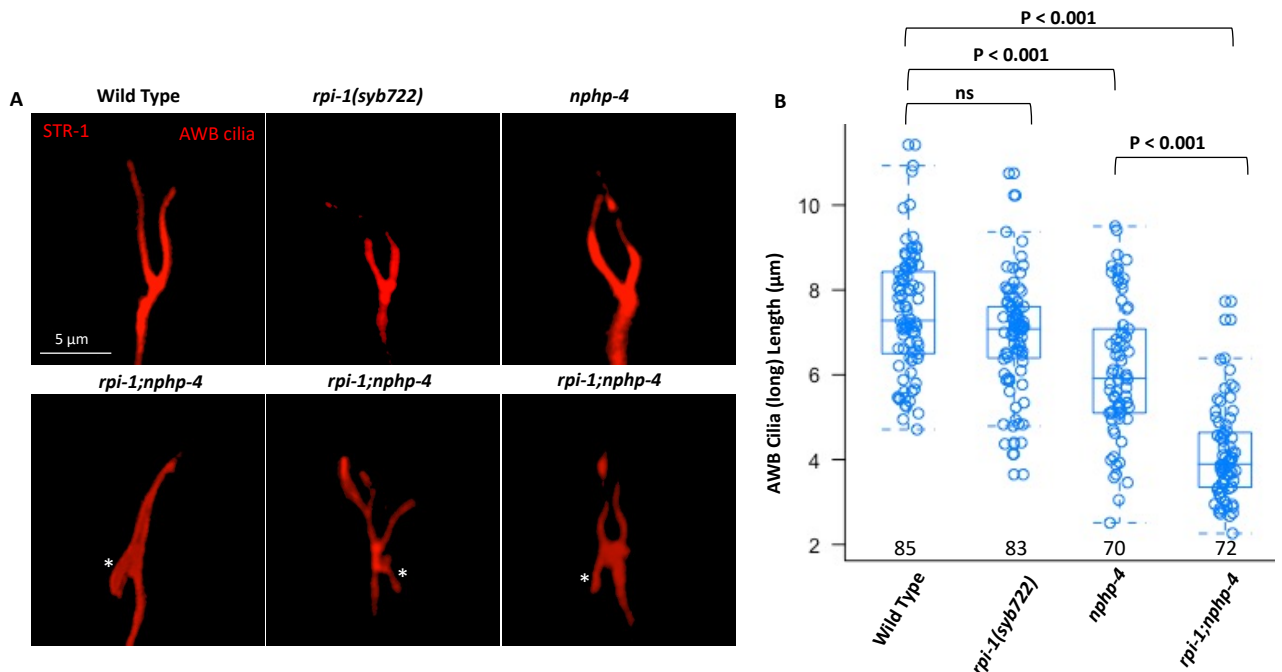 A
Wild Type
rpi-1(syb722)
nphp-4
STR-1
AWB cilia
5 µm
rpi-1;nphp-4
rpi-1;nphp-4
rpi-1;nphp-4
*
*
*
B
P < 0.001
P < 0.001
ns
P < 0.001
AWB Cilia (long) Length (µm)
10
8
6
4
2
85
83
70
72
Wild Type
rpi-1(syb722)
nphp-4
rpi-1;nphp-4